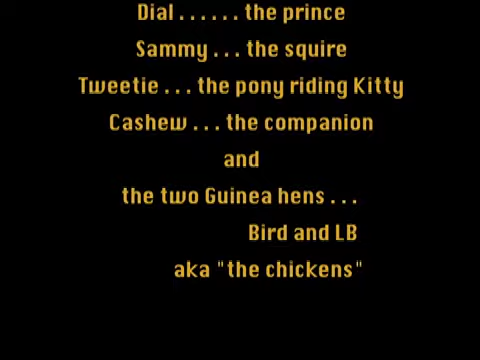 Dial . . . . . . the prince
Sammy . . . the squire
Tweetie . . . the pony riding Kitty
Cashew . . . the companion
and
the two Guinea hens . . .
Bird and LB
aka "the chickens"